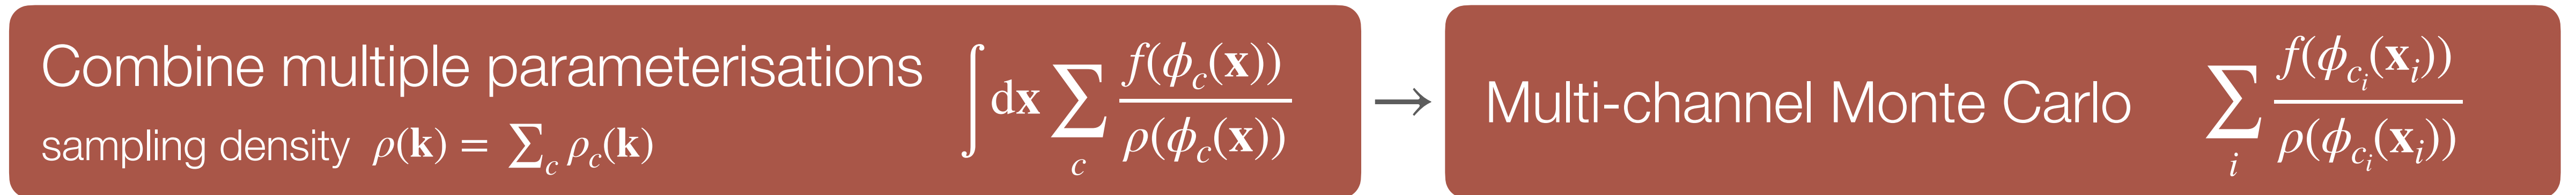 Combine multiple parameterisations
sampling density ρ(𝐤) = ∑_c ρ_c(𝐤)
∫ d𝐱 ∑_c f(ϕ_c(𝐱)) / ρ(ϕ_c(𝐱))
→
Multi-channel Monte Carlo
∑_i f(ϕ_{c_i}(𝐱_i)) / ρ(ϕ_{c_i}(𝐱_i))